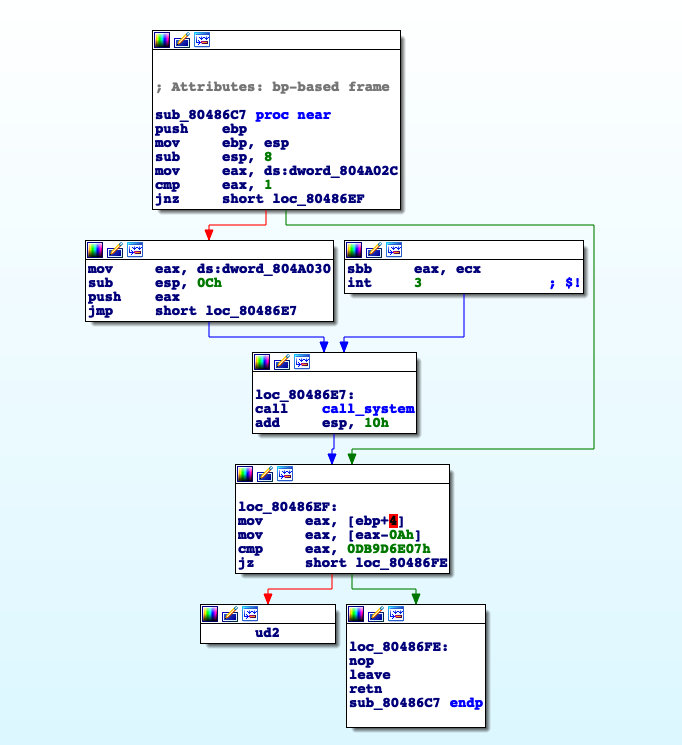 ; Attributes: bp-based frame
sub_80486C7 proc near
push ebp
mov ebp, esp
sub esp, 8
mov eax, ds:dword_804A02C
cmp eax, 1
jnz short loc_80486EF
mov eax, ds:dword_804A030
sub esp, 0Ch
push eax
jmp short loc_80486E7
sbb eax, ecx
int 3 ; $!
loc_80486E7:
call call_system
add esp, 10h
loc_80486EF:
mov eax, [ebp+4]
mov eax, [eax-0Ah]
cmp eax, 0DB9D6E07h
jz short loc_80486FE
ud2
loc_80486FE:
nop
leave
retn
sub_80486C7 endp